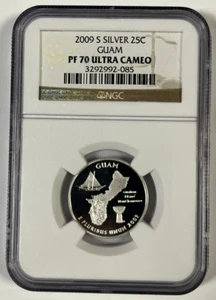 2009 S SILVER 25C
GUAM
PF 70 ULTRA CAMEO
3292992-085
NGC
GUAM
E PLURIBUS UNUM 2009